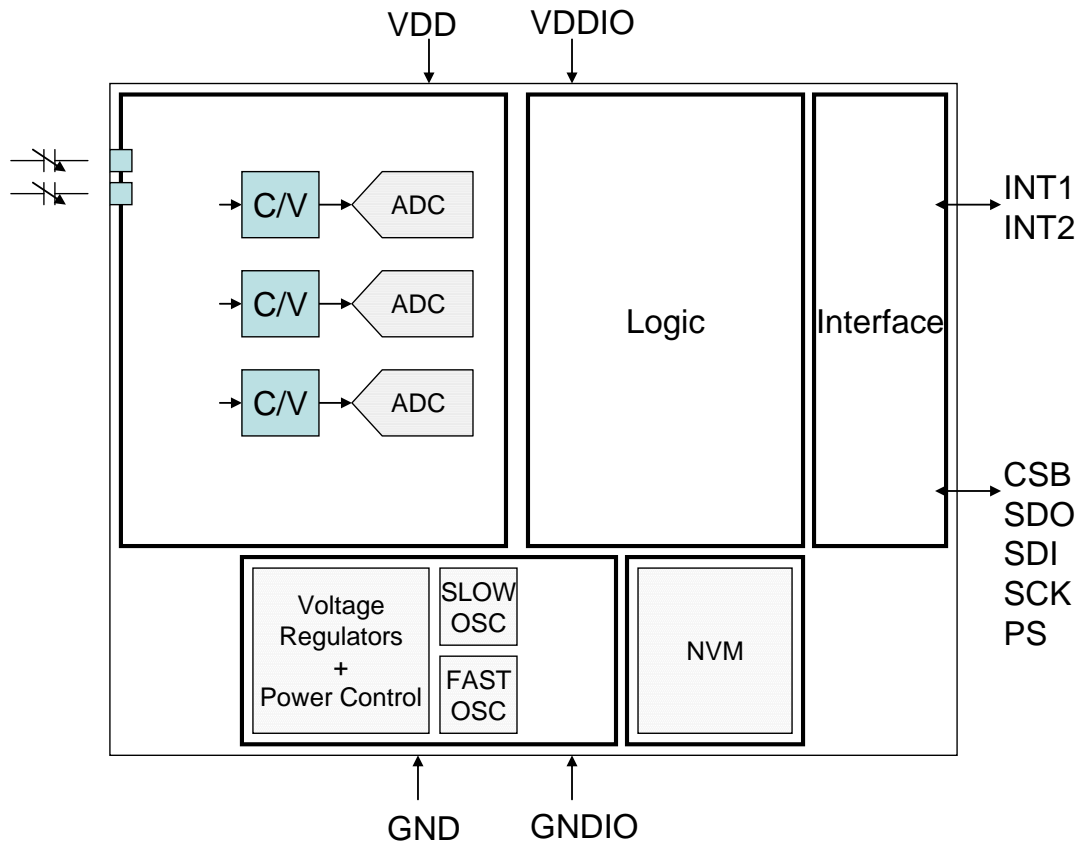 VDD
VDDIO
C/V
ADC
C/V
ADC
C/V
ADC
Logic
Interface
INT1
INT2
CSB
SDO
SDI
SCK
PS
Voltage
Regulators
+
Power Control
SLOW
OSC
FAST
OSC
NVM
GND
GNDIO